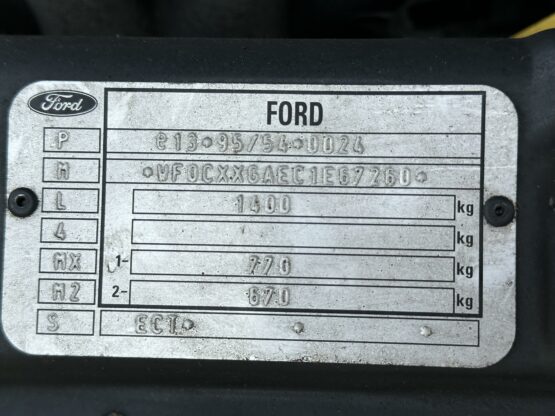 Ford
FORD
P e13*95/54*0024
M *WF0CXXGAEC1E67260*
L 1400 kg
4 kg
MX 1- 770 kg
M2 2- 670 kg
S ECT*